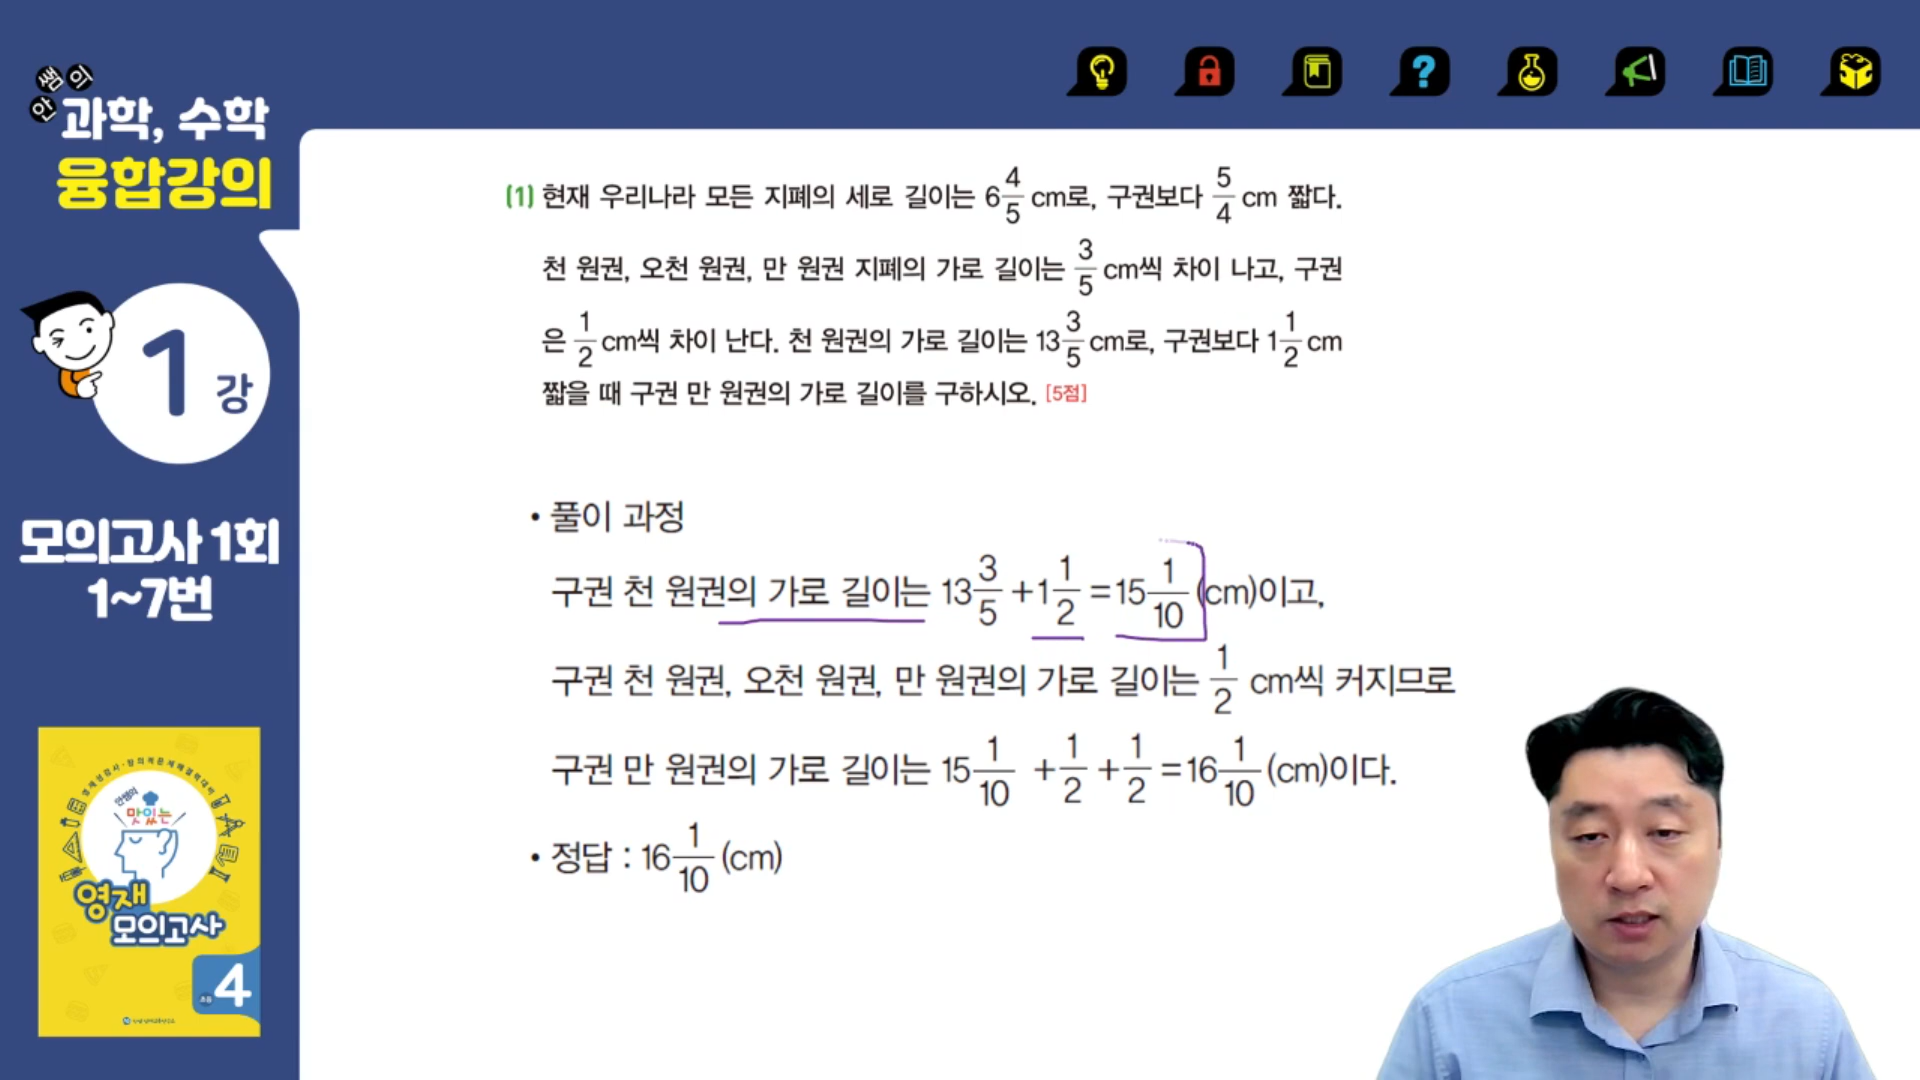 안쌤의
과학, 수학
융합강의
1강
모의고사 1회
1~7번
안쌤의
맛있는
영재
모의고사
초등 4
(1) 현재 우리나라 모든 지폐의 세로 길이는 6 4/5 cm로, 구권보다 5/4 cm 짧다.
천 원권, 오천 원권, 만 원권 지폐의 가로 길이는 3/5 cm씩 차이 나고, 구권
은 1/2 cm씩 차이 난다. 천 원권의 가로 길이는 13 3/5 cm로, 구권보다 1 1/2 cm
짧을 때 구권 만 원권의 가로 길이를 구하시오. [5점]
• 풀이 과정
구권 천 원권의 가로 길이는 13 3/5 + 1 1/2 = 15 1/10 (cm)이고,
구권 천 원권, 오천 원권, 만 원권의 가로 길이는 1/2 cm씩 커지므로
구권 만 원권의 가로 길이는 15 1/10 + 1/2 + 1/2 = 16 1/10 (cm)이다.
• 정답 : 16 1/10 (cm)